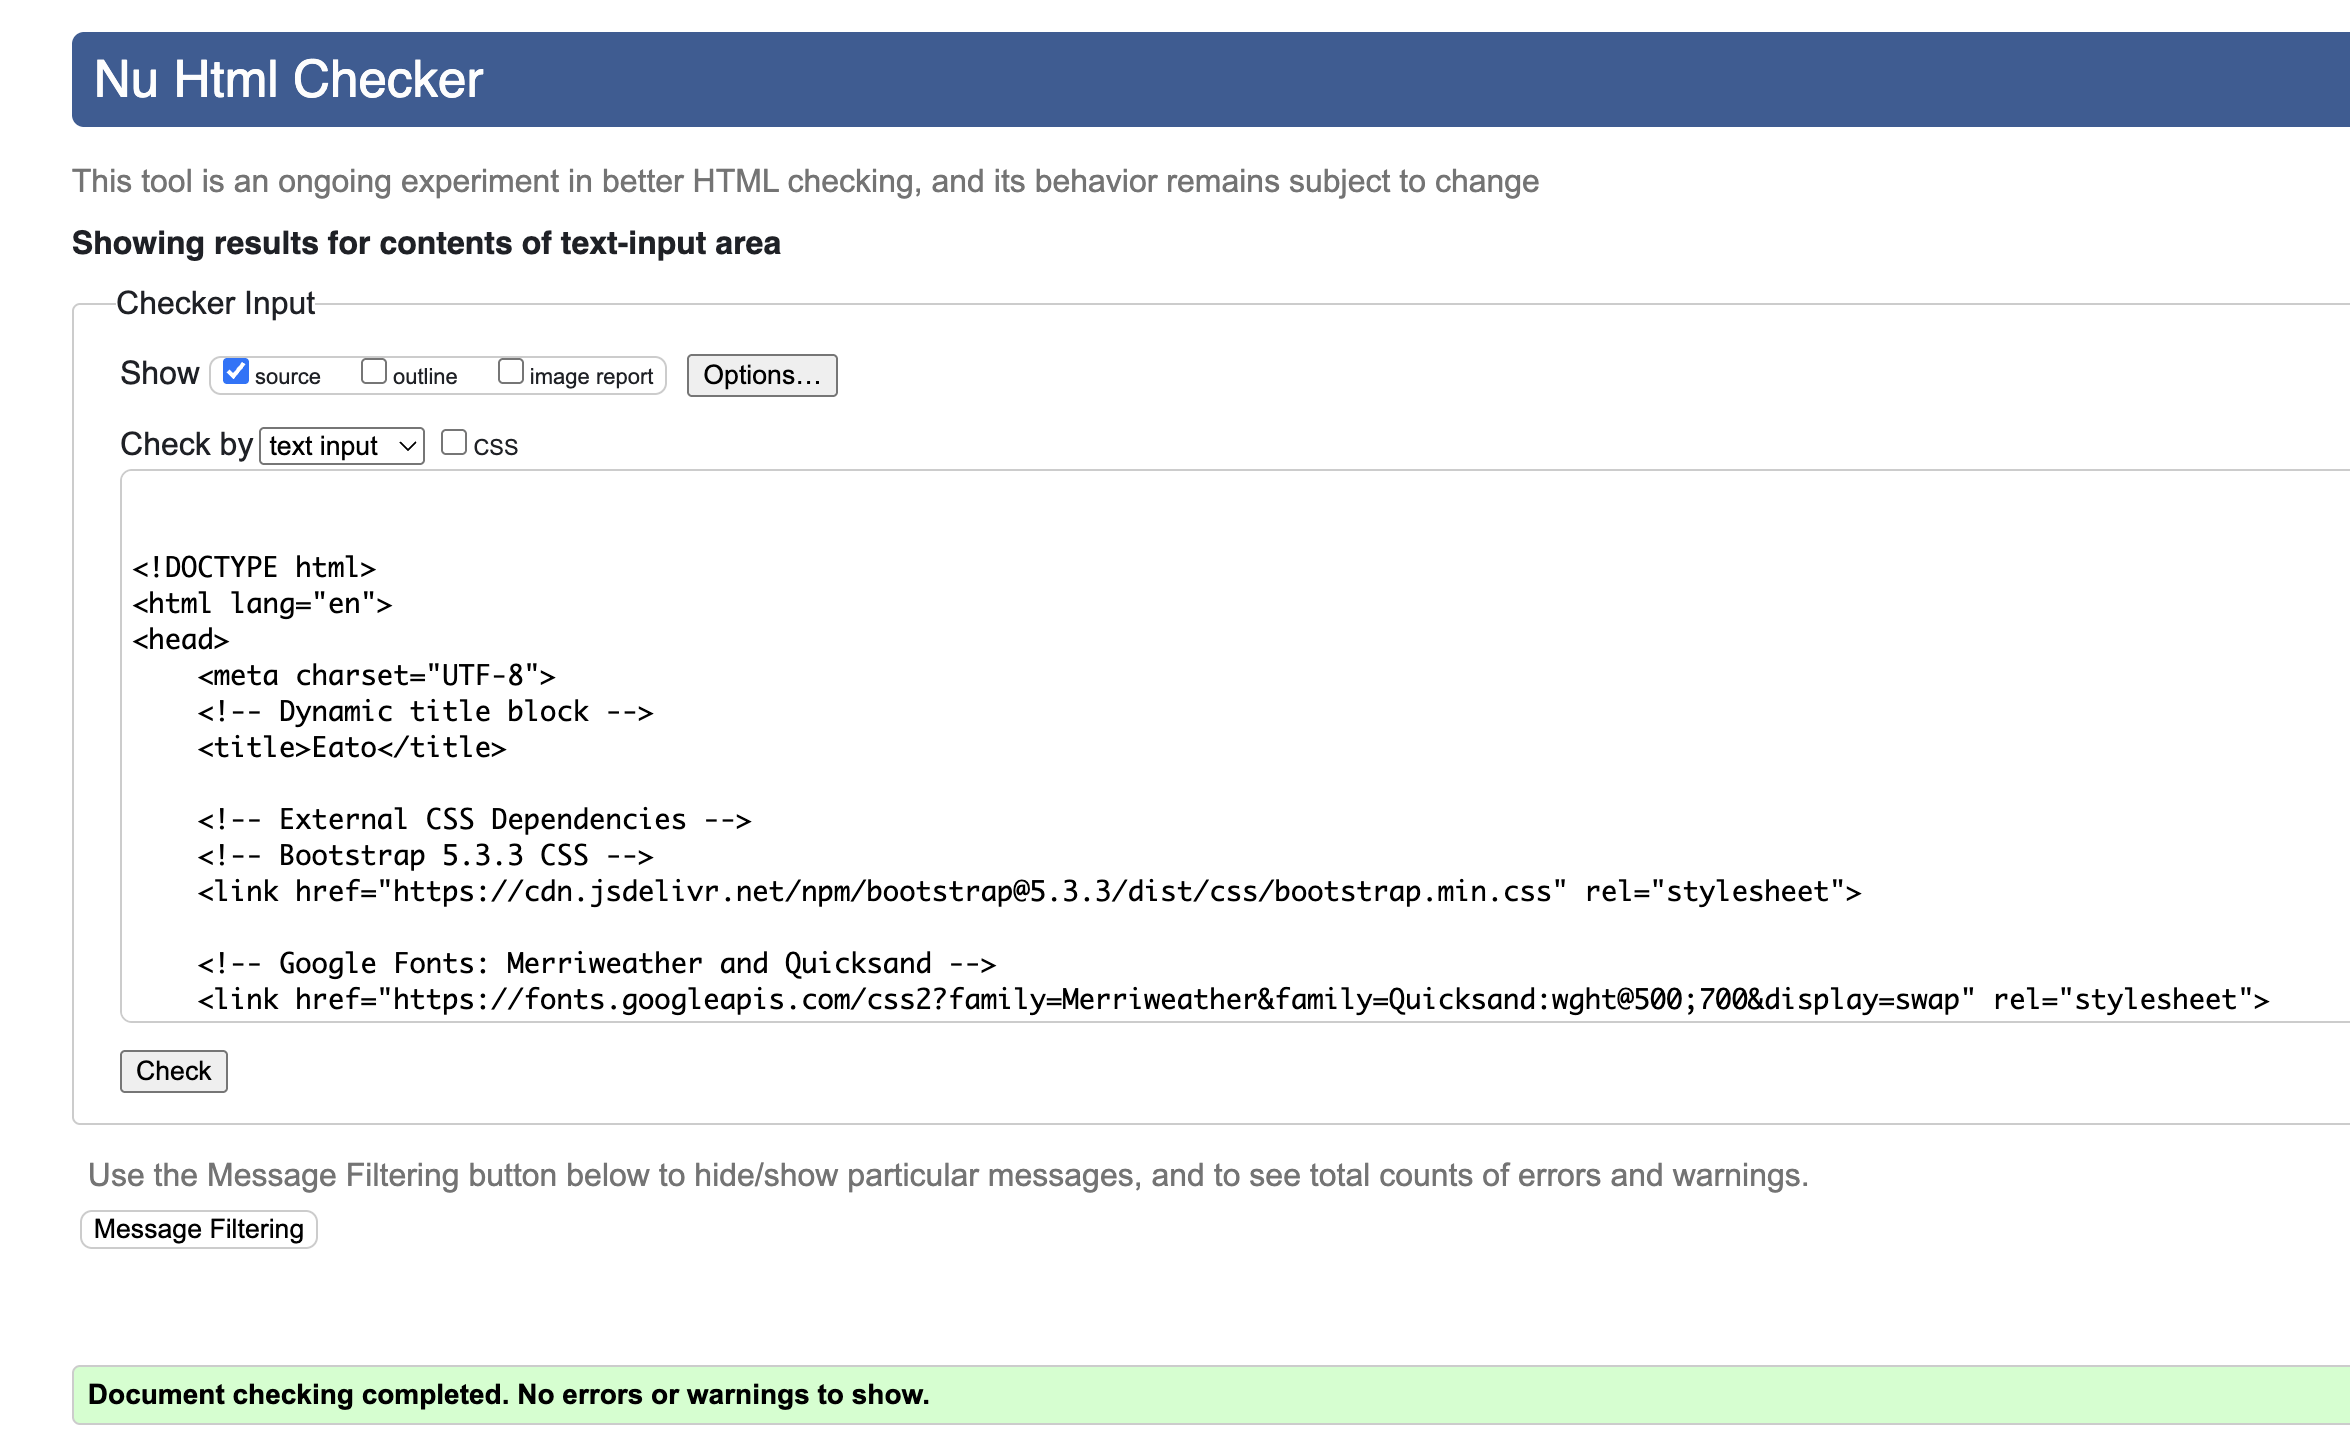 Nu Html Checker
This tool is an ongoing experiment in better HTML checking, and its behavior remains subject to change
Showing results for contents of text-input area
Checker Input
Show source outline image report Options...
Check by text input css
<!DOCTYPE html>
<html lang="en">
<head>
    <meta charset="UTF-8">
    <!-- Dynamic title block -->
    <title>Eato</title>
    <!-- External CSS Dependencies -->
    <!-- Bootstrap 5.3.3 CSS -->
    <link href="https://cdn.jsdelivr.net/npm/bootstrap@5.3.3/dist/css/bootstrap.min.css" rel="stylesheet">
    <!-- Google Fonts: Merriweather and Quicksand -->
    <link href="https://fonts.googleapis.com/css2?family=Merriweather&family=Quicksand:wght@500;700&display=swap" rel="stylesheet">
Check
Use the Message Filtering button below to hide/show particular messages, and to see total counts of errors and warnings.
Message Filtering
Document checking completed. No errors or warnings to show.